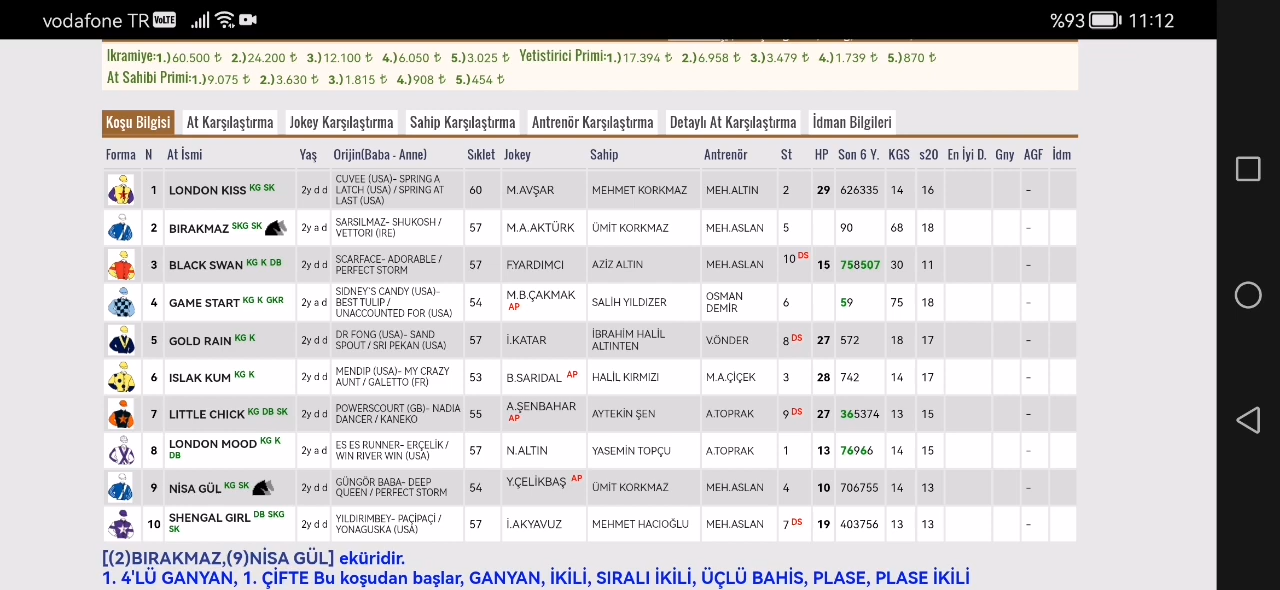 vodafone TR VoLTE %93 11:12
İkramiye:1.)60.500 ₺ 2.)24.200 ₺ 3.)12.100 ₺ 4.)6.050 ₺ 5.)3.025 ₺ Yetistirici Primi:1.)17.394 ₺ 2.)6.958 ₺ 3.)3.479 ₺ 4.)1.739 ₺ 5.)870 ₺
At Sahibi Primi:1.)9.075 ₺ 2.)3.630 ₺ 3.)1.815 ₺ 4.)908 ₺ 5.)454 ₺
Koşu Bilgisi At Karşılaştırma Jokey Karşılaştırma Sahip Karşılaştırma Antrenör Karşılaştırma Detaylı At Karşılaştırma İdman Bilgileri
Forma N At İsmi Yaş Orijin(Baba - Anne) Sıklet Jokey Sahip Antrenör St HP Son 6 Y. KGS s20 En İyi D. Gny AGF İdm
1 LONDON KISS KG SK 2y d d CUVEE (USA)- SPRING A LATCH (USA) / SPRING AT LAST (USA) 60 M.AVŞAR MEHMET KORKMAZ MEH.ALTIN 2 29 626335 14 16 -
2 BIRAKMAZ SKG SK 2y a d SARSILMAZ- SHUKOSH / VETTORI (IRE) 57 M.A.AKTÜRK ÜMİT KORKMAZ MEH.ASLAN 5 90 68 18 -
3 BLACK SWAN KG K DB 2y d d SCARFACE- ADORABLE / PERFECT STORM 57 F.YARDIMCI AZİZ ALTIN MEH.ASLAN 10 DS 15 758507 30 11 -
4 GAME START KG K GKR 2y a d SIDNEY'S CANDY (USA)- BEST TULIP / UNACCOUNTED FOR (USA) 54 M.B.ÇAKMAK AP SALİH YILDIZER OSMAN DEMİR 6 59 75 18 -
5 GOLD RAIN KG K 2y d d DR FONG (USA)- SAND SPOUT / SRI PEKAN (USA) 57 İ.KATAR İBRAHİM HALİL ALTINTEN V.ÖNDER 8 DS 27 572 18 17 -
6 ISLAK KUM KG K 2y d d MENDIP (USA)- MY CRAZY AUNT / GALETTO (FR) 53 B.SARIDAL AP HALİL KIRMIZI M.A.ÇİÇEK 3 28 742 14 17 -
7 LITTLE CHICK KG DB SK 2y d d POWERSCOURT (GB)- NADIA DANCER / KANEKO 55 A.ŞENBAHAR AP AYTEKİN ŞEN A.TOPRAK 9 DS 27 365374 13 15 -
8 LONDON MOOD KG K DB 2y a d ES ES RUNNER- ERÇELİK / WIN RIVER WIN (USA) 57 N.ALTIN YASEMİN TOPÇU A.TOPRAK 1 13 76966 14 15 -
9 NİSA GÜL KG SK 2y d d GÜNGÖR BABA- DEEP QUEEN / PERFECT STORM 54 Y.ÇELİKBAŞ AP ÜMİT KORKMAZ MEH.ASLAN 4 10 706755 14 13 -
10 SHENGAL GIRL DB SKG SK 2y d d YILDIRIMBEY- PAÇİPAÇİ / YONAGUSKA (USA) 57 İ.AKYAVUZ MEHMET HACIOĞLU MEH.ASLAN 7 DS 19 403756 13 13 -
[(2)BIRAKMAZ,(9)NİSA GÜL] eküridir.
1. 4'LÜ GANYAN, 1. ÇİFTE Bu koşudan başlar, GANYAN, İKİLİ, SIRALI İKİLİ, ÜÇLÜ BAHİS, PLASE, PLASE İKİLİ